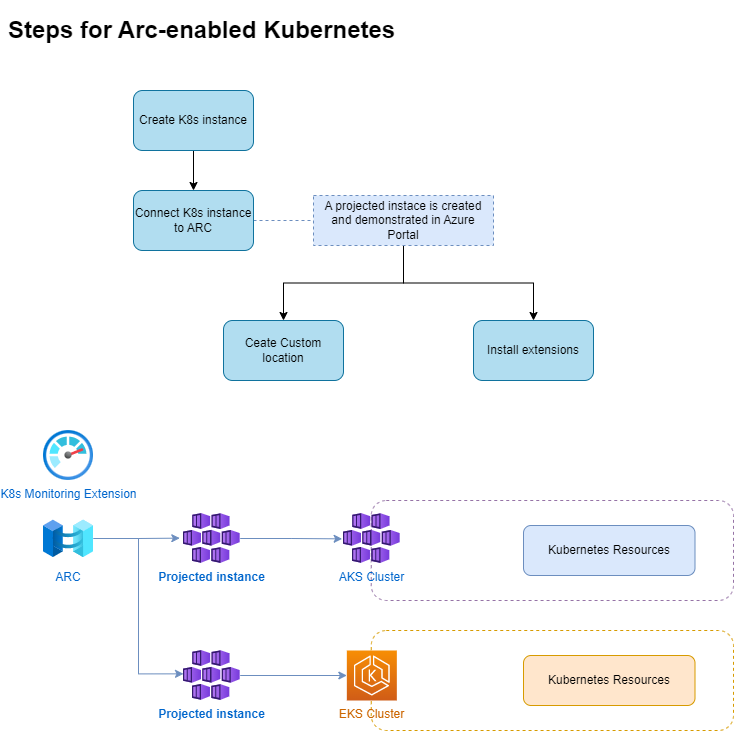 Steps for Arc-enabled Kubernetes
Create K8s instance
Connect K8s instance
to ARC
A projected instace is created
and demonstrated in Azure
Portal
Ceate Custom
location
Install extensions
K8s Monitoring Extension
ARC
Projected instance
AKS Cluster
Kubernetes Resources
Projected instance
K
EKS Cluster
Kubernetes Resources